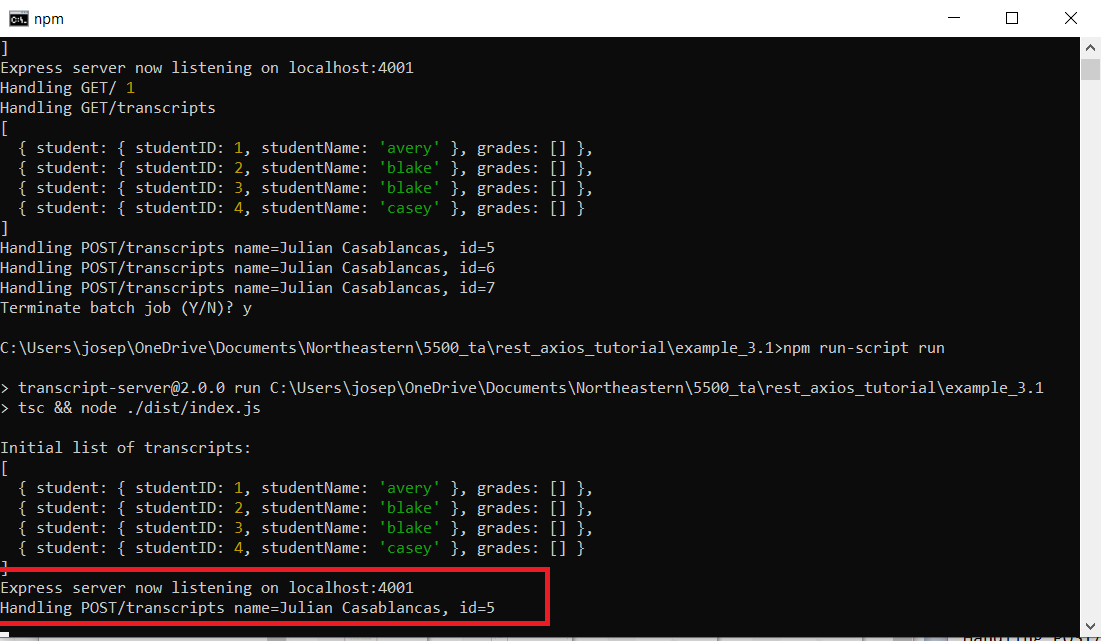 npm
]
Express server now listening on localhost:4001
Handling GET/ 1
Handling GET/transcripts
[
  { student: { studentID: 1, studentName: 'avery' }, grades: [] },
  { student: { studentID: 2, studentName: 'blake' }, grades: [] },
  { student: { studentID: 3, studentName: 'blake' }, grades: [] },
  { student: { studentID: 4, studentName: 'casey' }, grades: [] }
]
Handling POST/transcripts name=Julian Casablancas, id=5
Handling POST/transcripts name=Julian Casablancas, id=6
Handling POST/transcripts name=Julian Casablancas, id=7
Terminate batch job (Y/N)? y
C:\Users\josep\OneDrive\Documents\Northeastern\5500_ta\rest_axios_tutorial\example_3.1>npm run-script run
> transcript-server@2.0.0 run C:\Users\josep\OneDrive\Documents\Northeastern\5500_ta\rest_axios_tutorial\example_3.1
> tsc && node ./dist/index.js
Initial list of transcripts:
[
  { student: { studentID: 1, studentName: 'avery' }, grades: [] },
  { student: { studentID: 2, studentName: 'blake' }, grades: [] },
  { student: { studentID: 3, studentName: 'blake' }, grades: [] },
  { student: { studentID: 4, studentName: 'casey' }, grades: [] }
]
Express server now listening on localhost:4001
Handling POST/transcripts name=Julian Casablancas, id=5